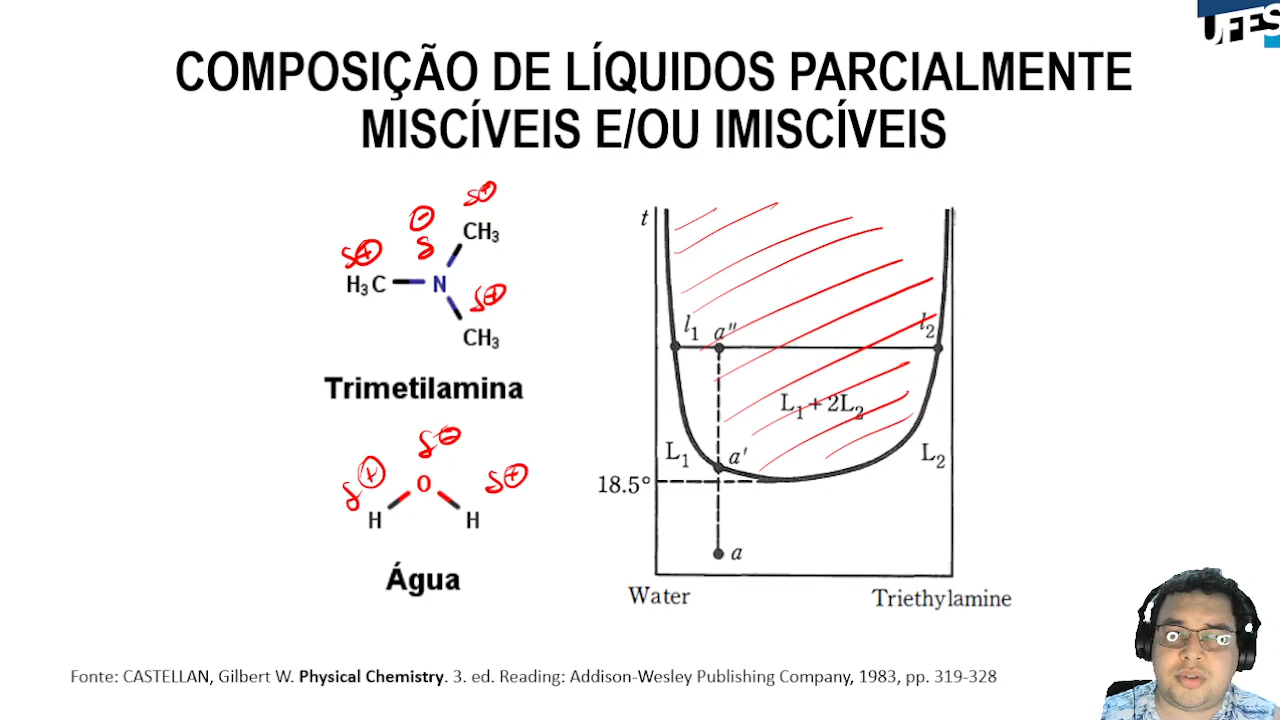 UFES
COMPOSIÇÃO DE LÍQUIDOS PARCIALMENTE
MISCÍVEIS E/OU IMISCÍVEIS
δ+
δ-
δ+
CH₃
H₃C
N
δ+
CH₃
Trimetilamina
δ-
δ+
δ+
O
H
H
Água
t
l₁
a"
l₂
L₁ + 2L₂
L₁
a'
L₂
18.5°
a
Water
Triethylamine
Fonte: CASTELLAN, Gilbert W. Physical Chemistry. 3. ed. Reading: Addison-Wesley Publishing Company, 1983, pp. 319-328